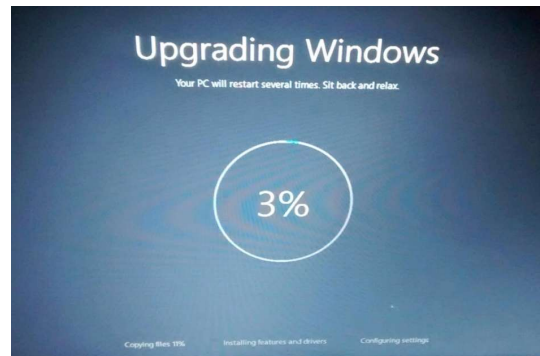 Upgrading Windows
Your PC will restart several times. Sit back and relax.
3%
Copying files 11% Installing features and drivers Configuring settings